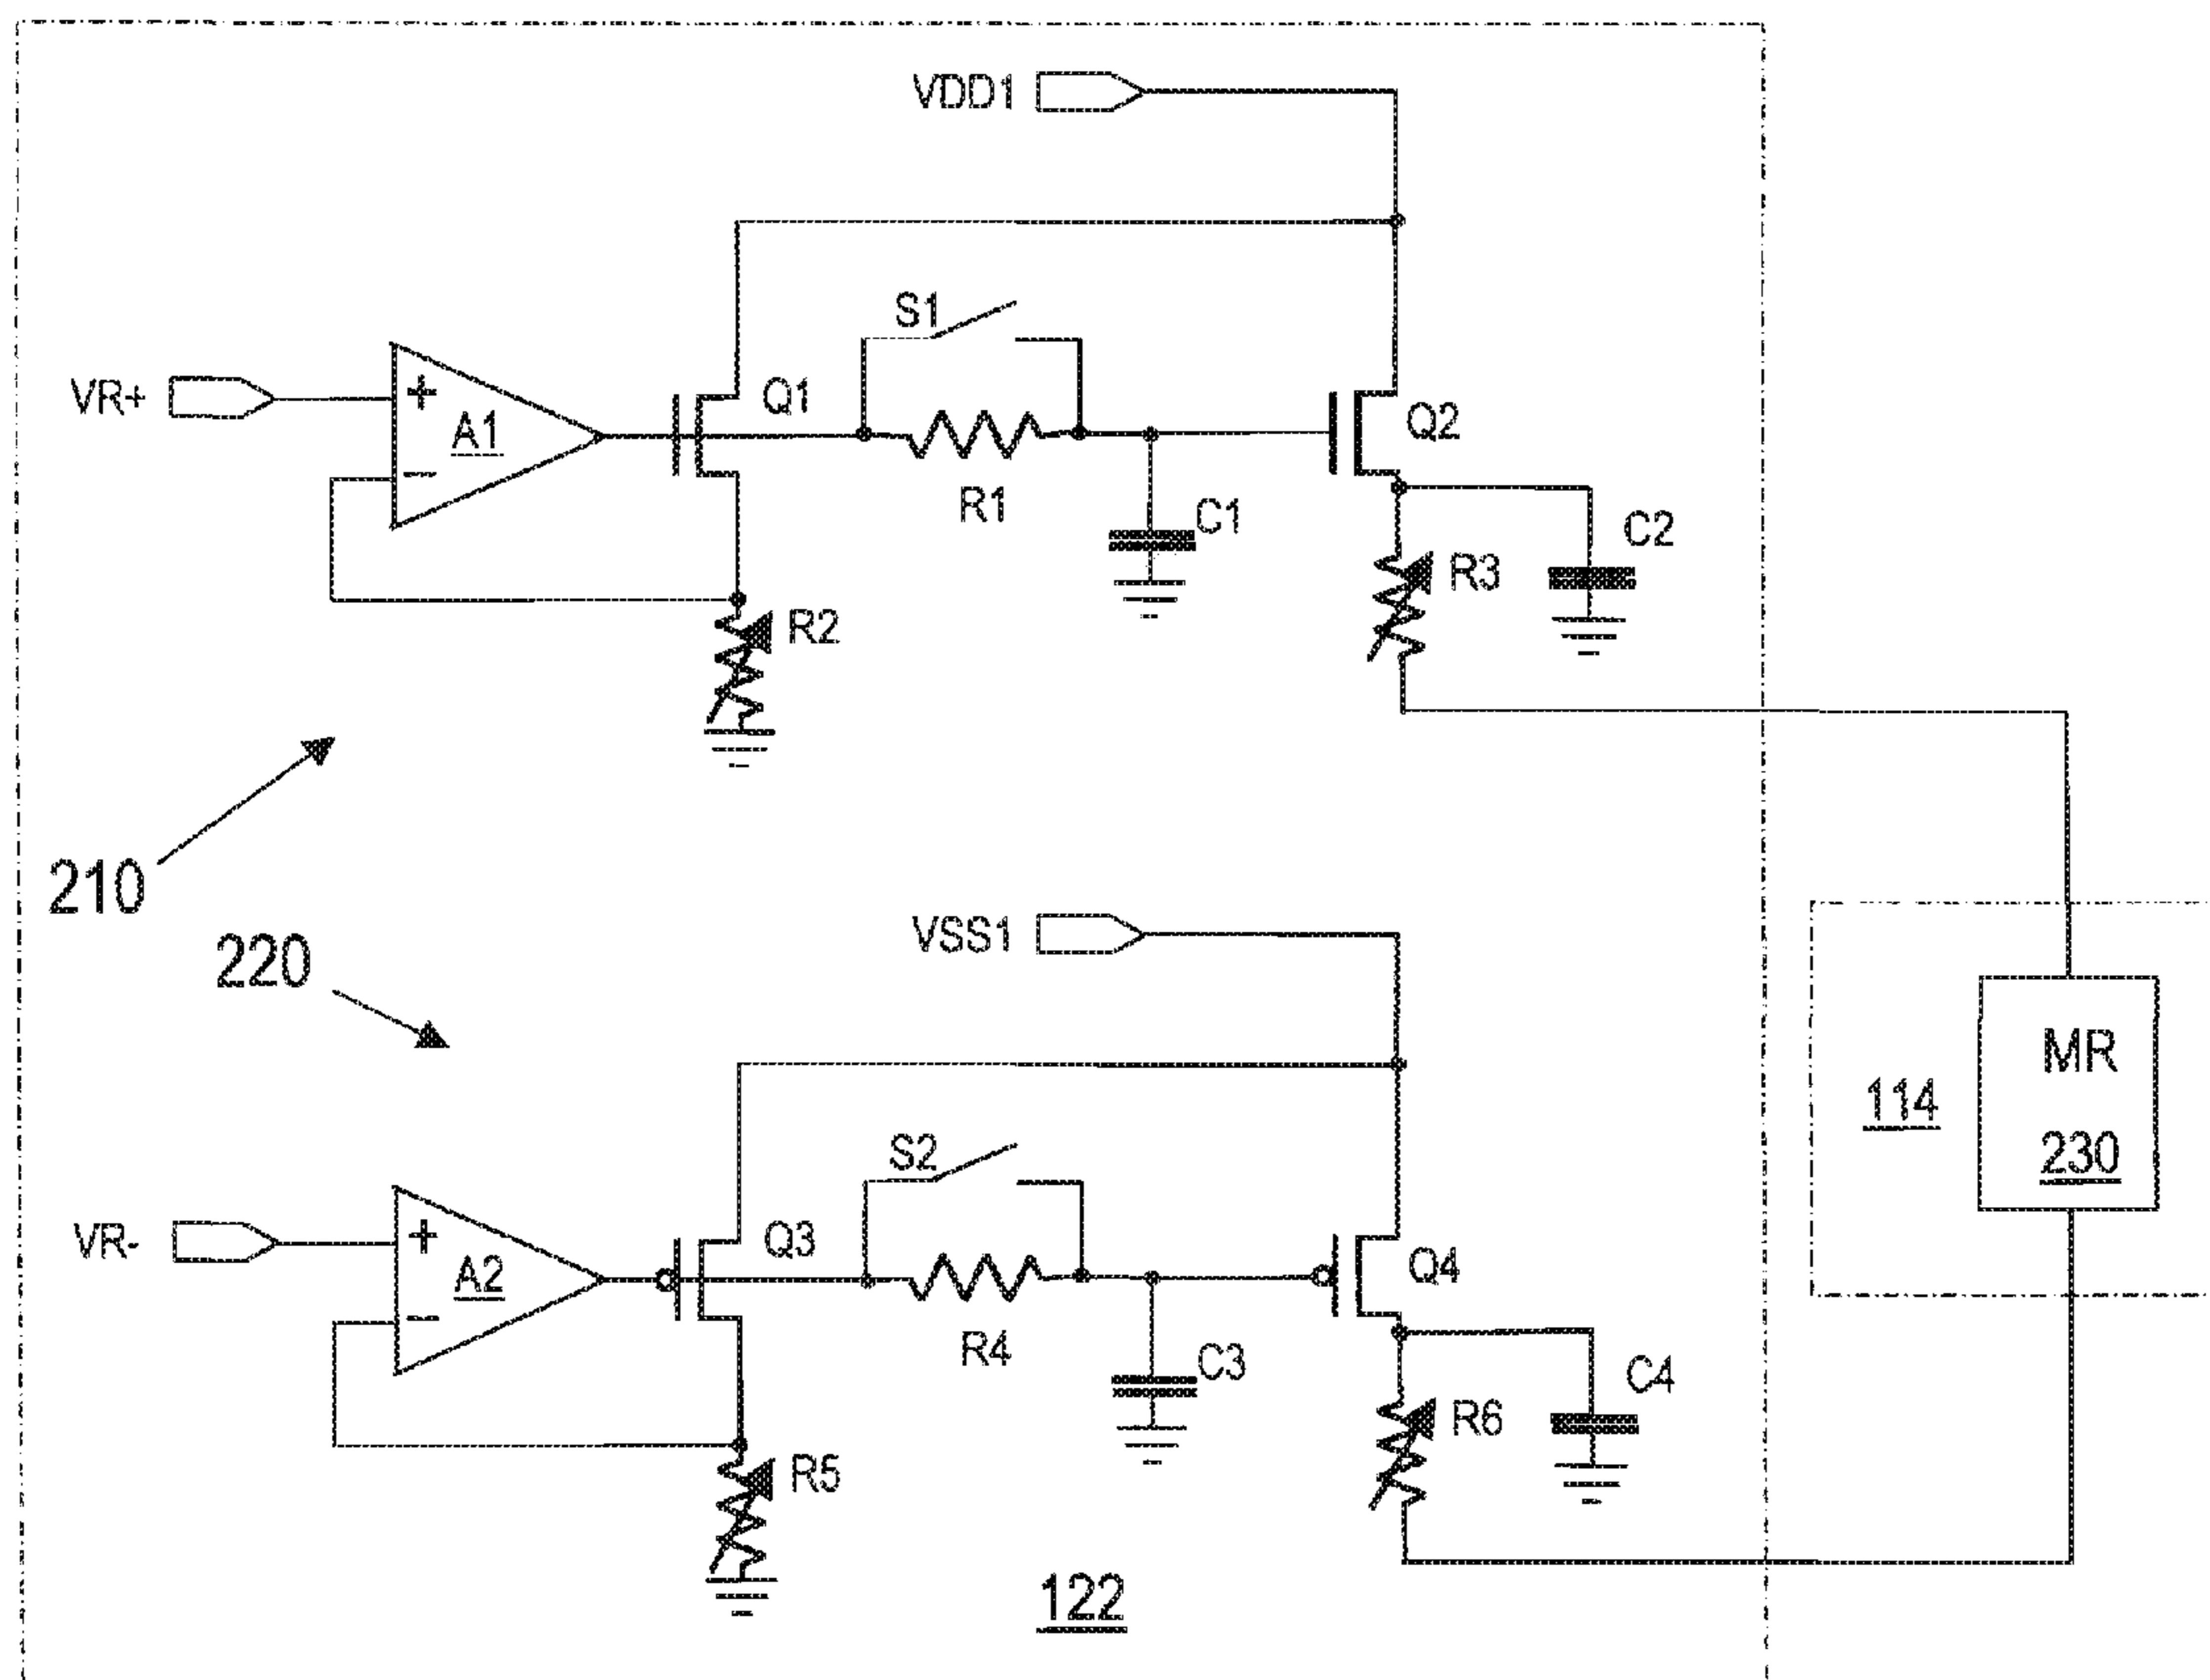 VDD1
S1
VR+
+
A1
−
Q1
Q2
R1
C1
C2
R3
R2
210
220
VSS1
MR
230
114
S2
VR-
+
A2
−
Q3
Q4
R4
C3
C4
R6
R5
122